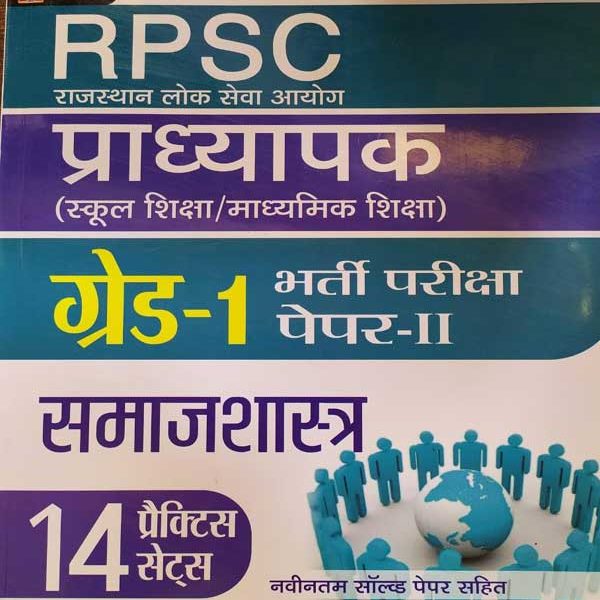 RPSC
राजस्थान लोक सेवा आयोग
प्राध्यापक
(स्कूल शिक्षा/माध्यमिक शिक्षा)
ग्रेड-1 भर्ती परीक्षा
पेपर-II
समाजशास्त्र
14 प्रैक्टिस
सेट्स
नवीनतम सॉल्व्ड पेपर सहित